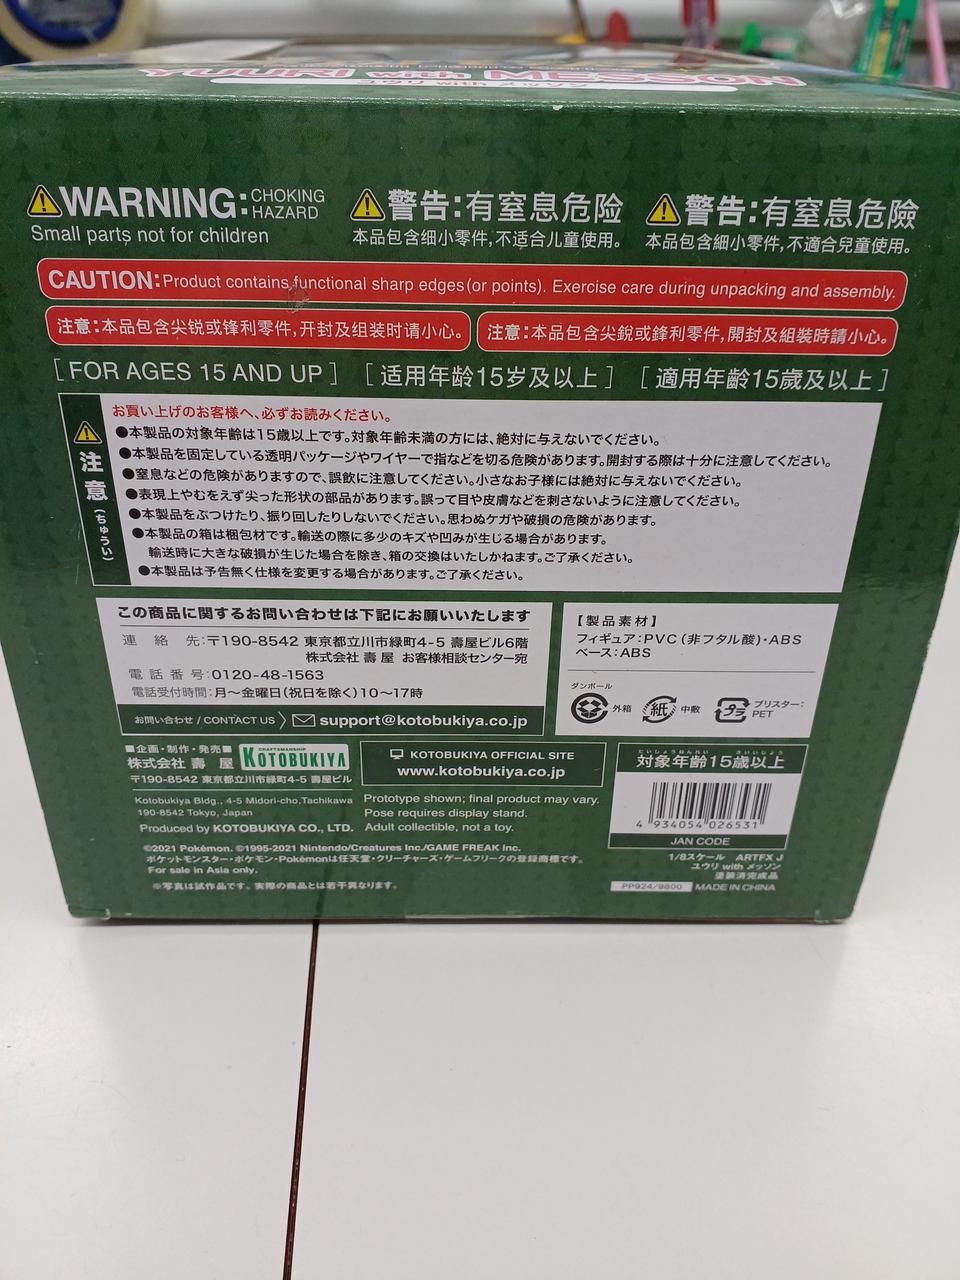 YUURI with MESSON
ユウリ with メッソン
WARNING: CHOKING HAZARD
Small parts not for children
警告:有窒息危险
本品包含细小零件,不适合儿童使用。
警告:有窒息危險
本品包含細小零件,不適合兒童使用。
CAUTION: Product contains functional sharp edges (or points). Exercise care during unpacking and assembly.
注意:本品包含尖锐或锋利零件,开封及组装时请小心。
注意:本品包含尖銳或鋒利零件,開封及組裝時請小心。
[FOR AGES 15 AND UP] [适用年龄15岁及以上] [適用年齡15歲及以上]
注意(ちゅうい)
お買い上げのお客様へ、必ずお読みください。
●本製品の対象年齢は15歳以上です。対象年齢未満の方には、絶対に与えないでください。
●本製品を固定している透明パッケージやワイヤーで指などを切る危険があります。開封する際は十分に注意してください。
●窒息などの危険がありますので、誤飲に注意してください。小さなお子様には絶対に与えないでください。
●表現上やむをえず尖った形状の部品があります。誤って目や皮膚などを刺さないように注意してください。
●本製品をぶつけたり、振り回したりしないでください。思わぬケガや破損の危険があります。
●本製品の箱は梱包材です。輸送の際に多少のキズや凹みが生じる場合があります。
輸送時に大きな破損が生じた場合を除き、箱の交換はいたしかねます。ご了承ください。
●本製品は予告無く仕様を変更する場合があります。ご了承ください。
この商品に関するお問い合わせは下記にお願いいたします
連絡先:〒190-8542 東京都立川市緑町4-5 壽屋ビル6階
株式会社 壽屋 お客様相談センター宛
電話番号:0120-48-1563
電話受付時間:月～金曜日(祝日を除く)10～17時
お問い合わせ / CONTACT US support@kotobukiya.co.jp
【製品素材】
フィギュア:PVC(非フタル酸)・ABS
ベース:ABS
ダンボール
外箱
紙
中敷
プラ
ブリスター:
PET
■企画・制作・発売■
株式会社 壽屋
CRAFTSMANSHIP
KOTOBUKIYA
〒190-8542 東京都立川市緑町4-5 壽屋ビル
KOTOBUKIYA OFFICIAL SITE
www.kotobukiya.co.jp
Kotobukiya Bldg., 4-5 Midori-cho,Tachikawa
190-8542 Tokyo, Japan
Produced by KOTOBUKIYA CO., LTD.
Prototype shown; final product may vary.
Pose requires display stand.
Adult collectible, not a toy.
©2021 Pokémon. ©1995-2021 Nintendo/Creatures Inc./GAME FREAK inc.
ポケットモンスター・ポケモン・Pokémonは任天堂・クリーチャーズ・ゲームフリークの登録商標です。
For sale in Asia only.
※写真は試作品です。実際の商品とは若干異なります。
たいしょうねんれい さいいじょう
対象年齢15歳以上
4 934054 026531
JAN CODE
1/8スケール ARTFX J
ユウリ with メッソン
塗装済完成品
PP924/9800 MADE IN CHINA